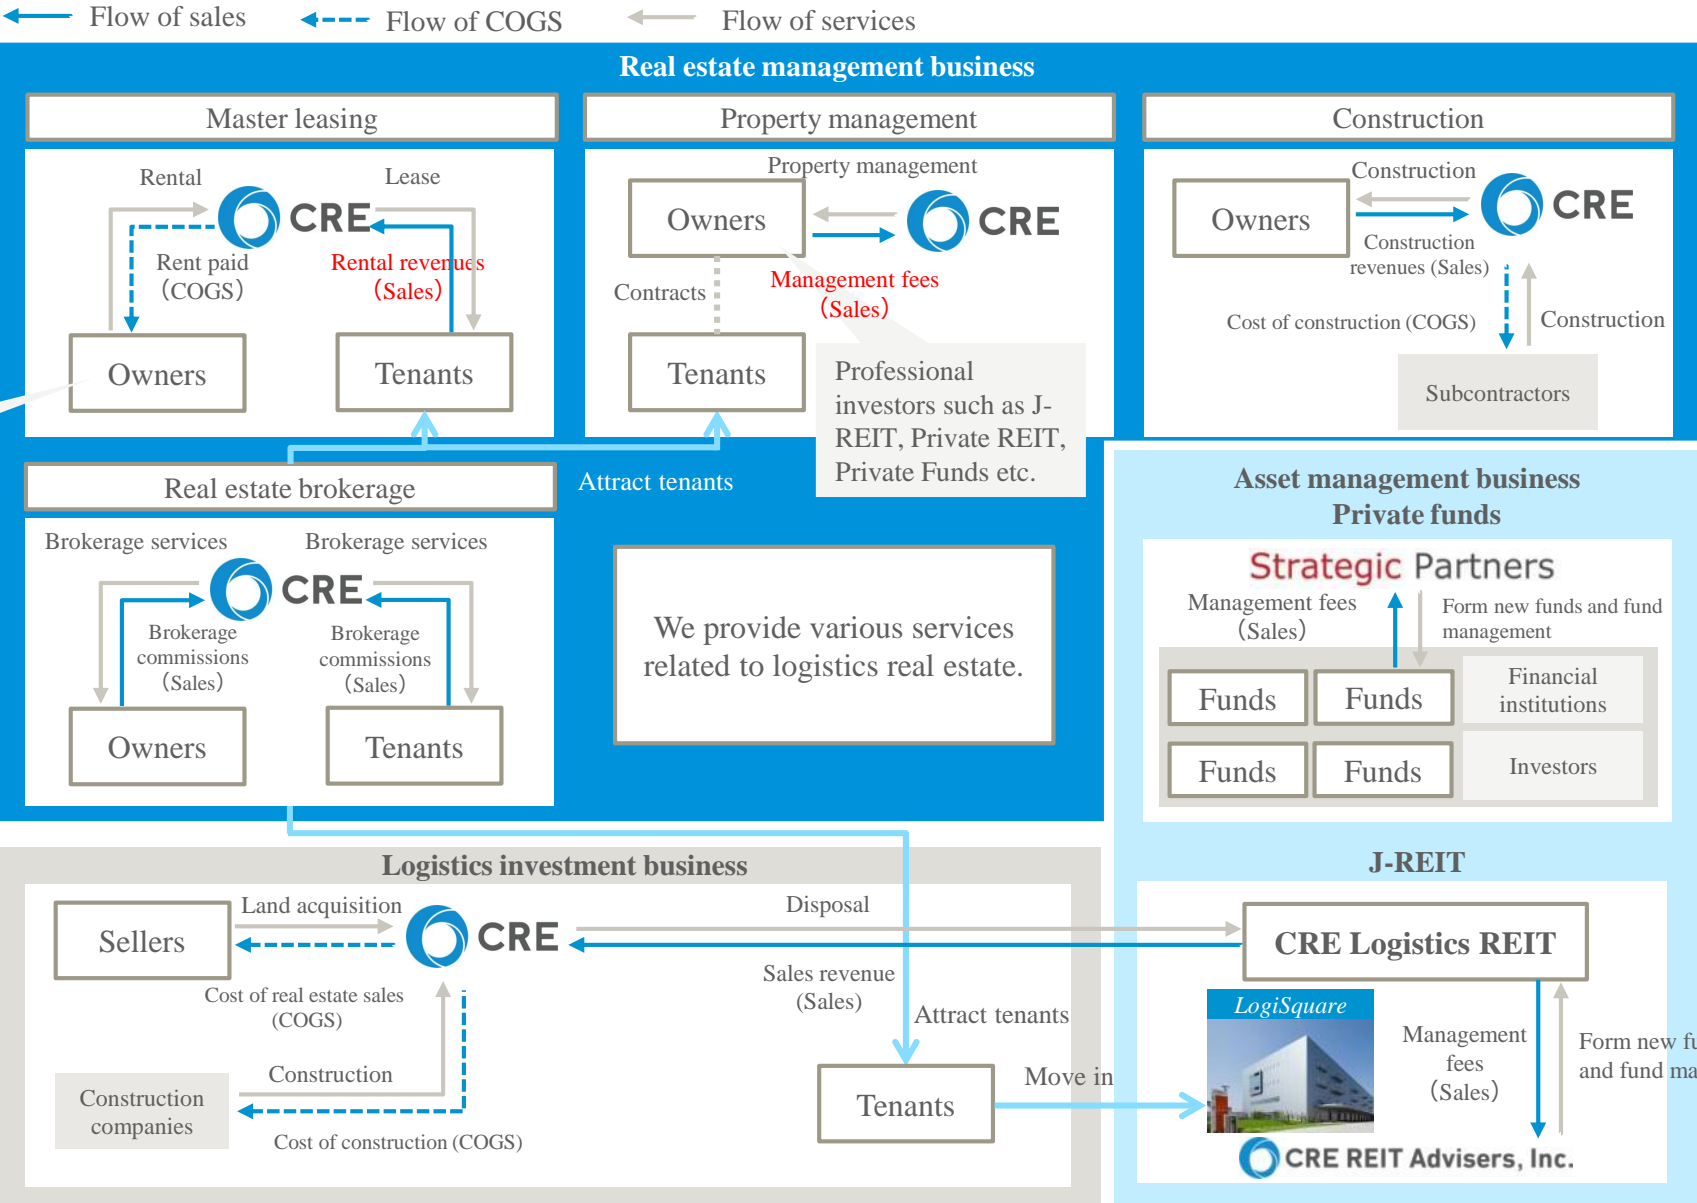 Flow of sales
Flow of COGS
Flow of services
Real estate management business
Master leasing
Rental
Lease
CRE
Rent paid
（COGS）
Rental revenues
（Sales）
Owners
Tenants
Property management
Property management
Owners
CRE
Management fees
（Sales）
Contracts
Tenants
Professional
investors such as J-
REIT, Private REIT,
Private Funds etc.
Construction
Construction
Owners
CRE
Construction
revenues (Sales)
Cost of construction (COGS)
Construction
Subcontractors
Attract tenants
Real estate brokerage
Brokerage services
Brokerage services
CRE
Brokerage
commissions
（Sales）
Brokerage
commissions
（Sales）
Owners
Tenants
We provide various services
related to logistics real estate.
Asset management business
Private funds
Strategic Partners
Management fees
（Sales）
Form new funds and fund
management
Funds
Funds
Financial
institutions
Funds
Funds
Investors
Logistics investment business
Sellers
Land acquisition
CRE
Cost of real estate sales
(COGS)
Construction
Construction
companies
Cost of construction (COGS)
Disposal
Sales revenue
(Sales)
Attract tenants
Tenants
Move in
J-REIT
CRE Logistics REIT
LogiSquare
Management
fees
（Sales）
Form new fu
and fund ma
CRE REIT Advisers, Inc.